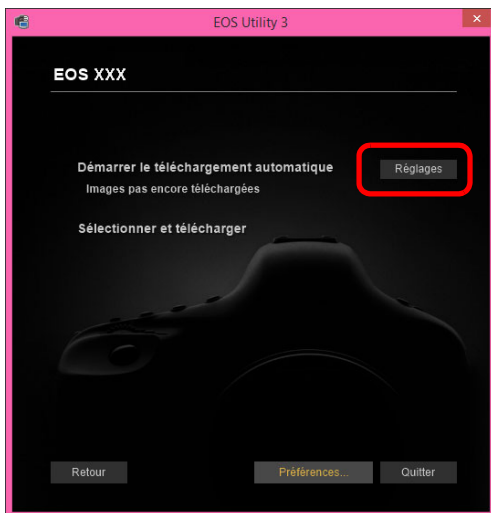 EOS Utility 3
EOS XXX
Démarrer le téléchargement automatique
Réglages
Images pas encore téléchargées
Sélectionner et télécharger
Retour
Préférences...
Quitter